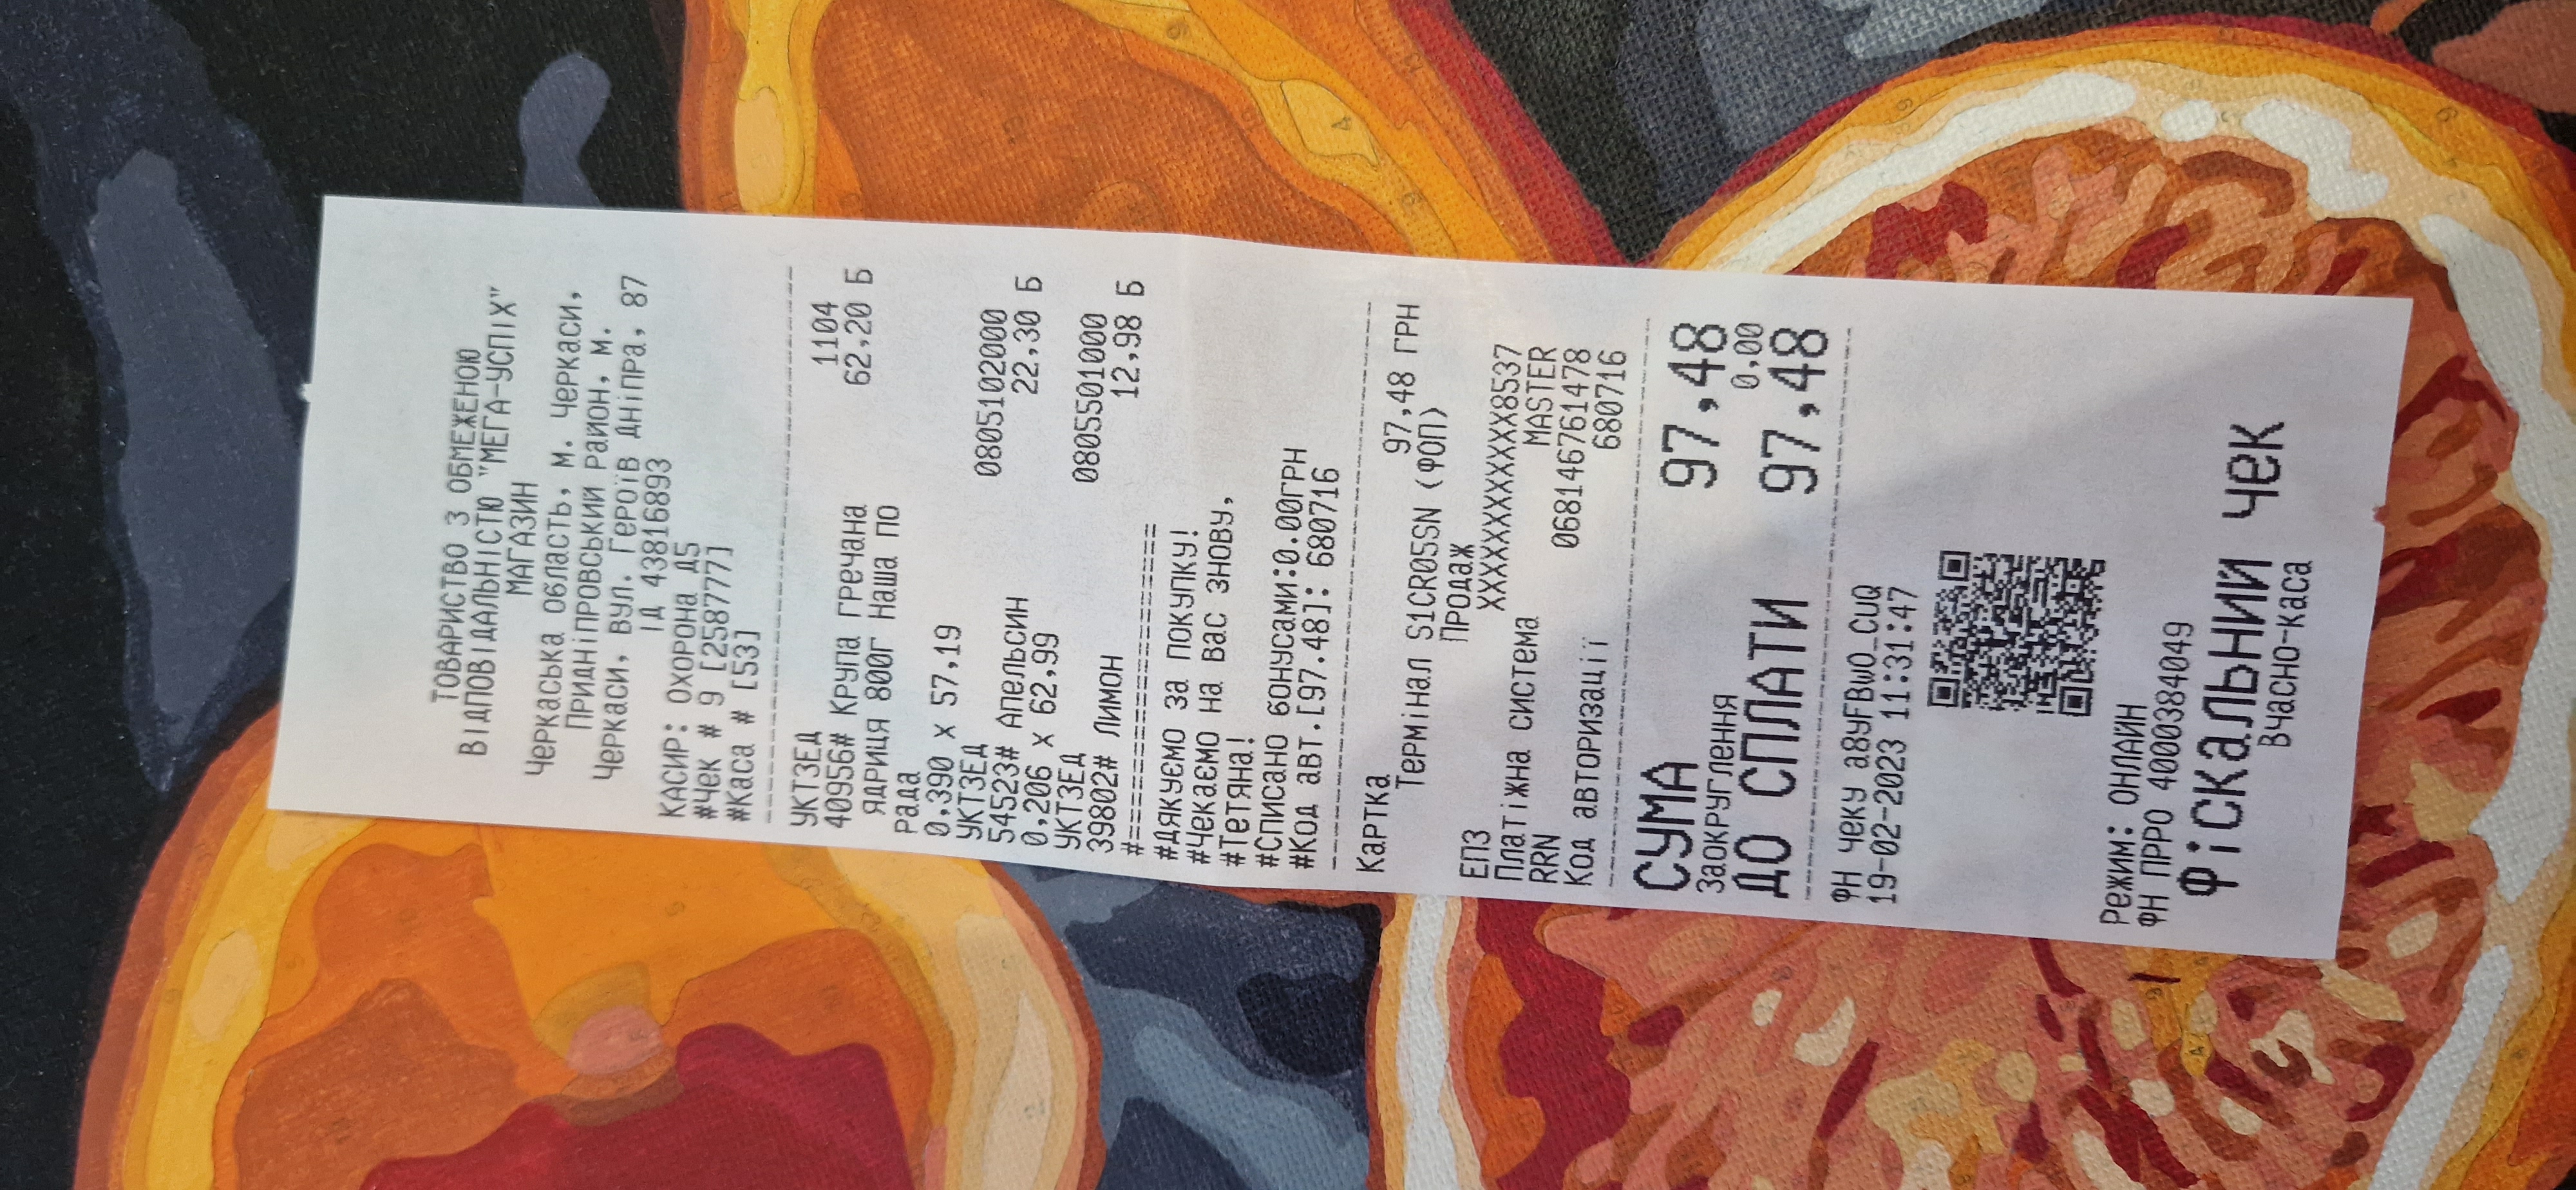 ТОВАРИСТВО З ОБМЕЖЕНОЮ
ВІДПОВІДАЛЬНІСТЮ "МЕГА-УСПІХ"
МАГАЗИН
Черкаська область, м. Черкаси,
Придніпровський район, м.
Черкаси, вул. Героїв Дніпра, 87
ІД 43816893
КАСИР: ОХОРОНА Д5
#Чек # 9 [2587777]
#Каса # [53]
УКТЗЕД 1104
40956# Крупа гречана 62,20 Б
ядриця 800г Наша по
рада
0,390 X 57,19
УКТЗЕД 0805102000
54523# Апельсин 22,30 Б
0,206 X 62,99
УКТЗЕД 0805501000
39802# Лимон 12,98 Б
#============================
#Дякуємо за покупку!
#Чекаємо на Вас знову,
#Тетяна!
#Списано бонусами:0.00грн
#Код авт.[97.48]: 680716
Картка 97,48 ГРН
Термінал S1CR05SN (ФОП)
Продаж
ЕПЗ XXXXXXXXXXXX8537
Платіжна система MASTER
RRN 068146761478
Код авторизації 680716
СУМА 97,48
Заокруглення 0,00
ДО СПЛАТИ 97,48
ФН чеку a8yFBwO_CuQ
19-02-2023 11:31:47
Режим: ОНЛАЙН
ФН ПРРО 4000384049
Фіскальний чек
Вчасно-каса